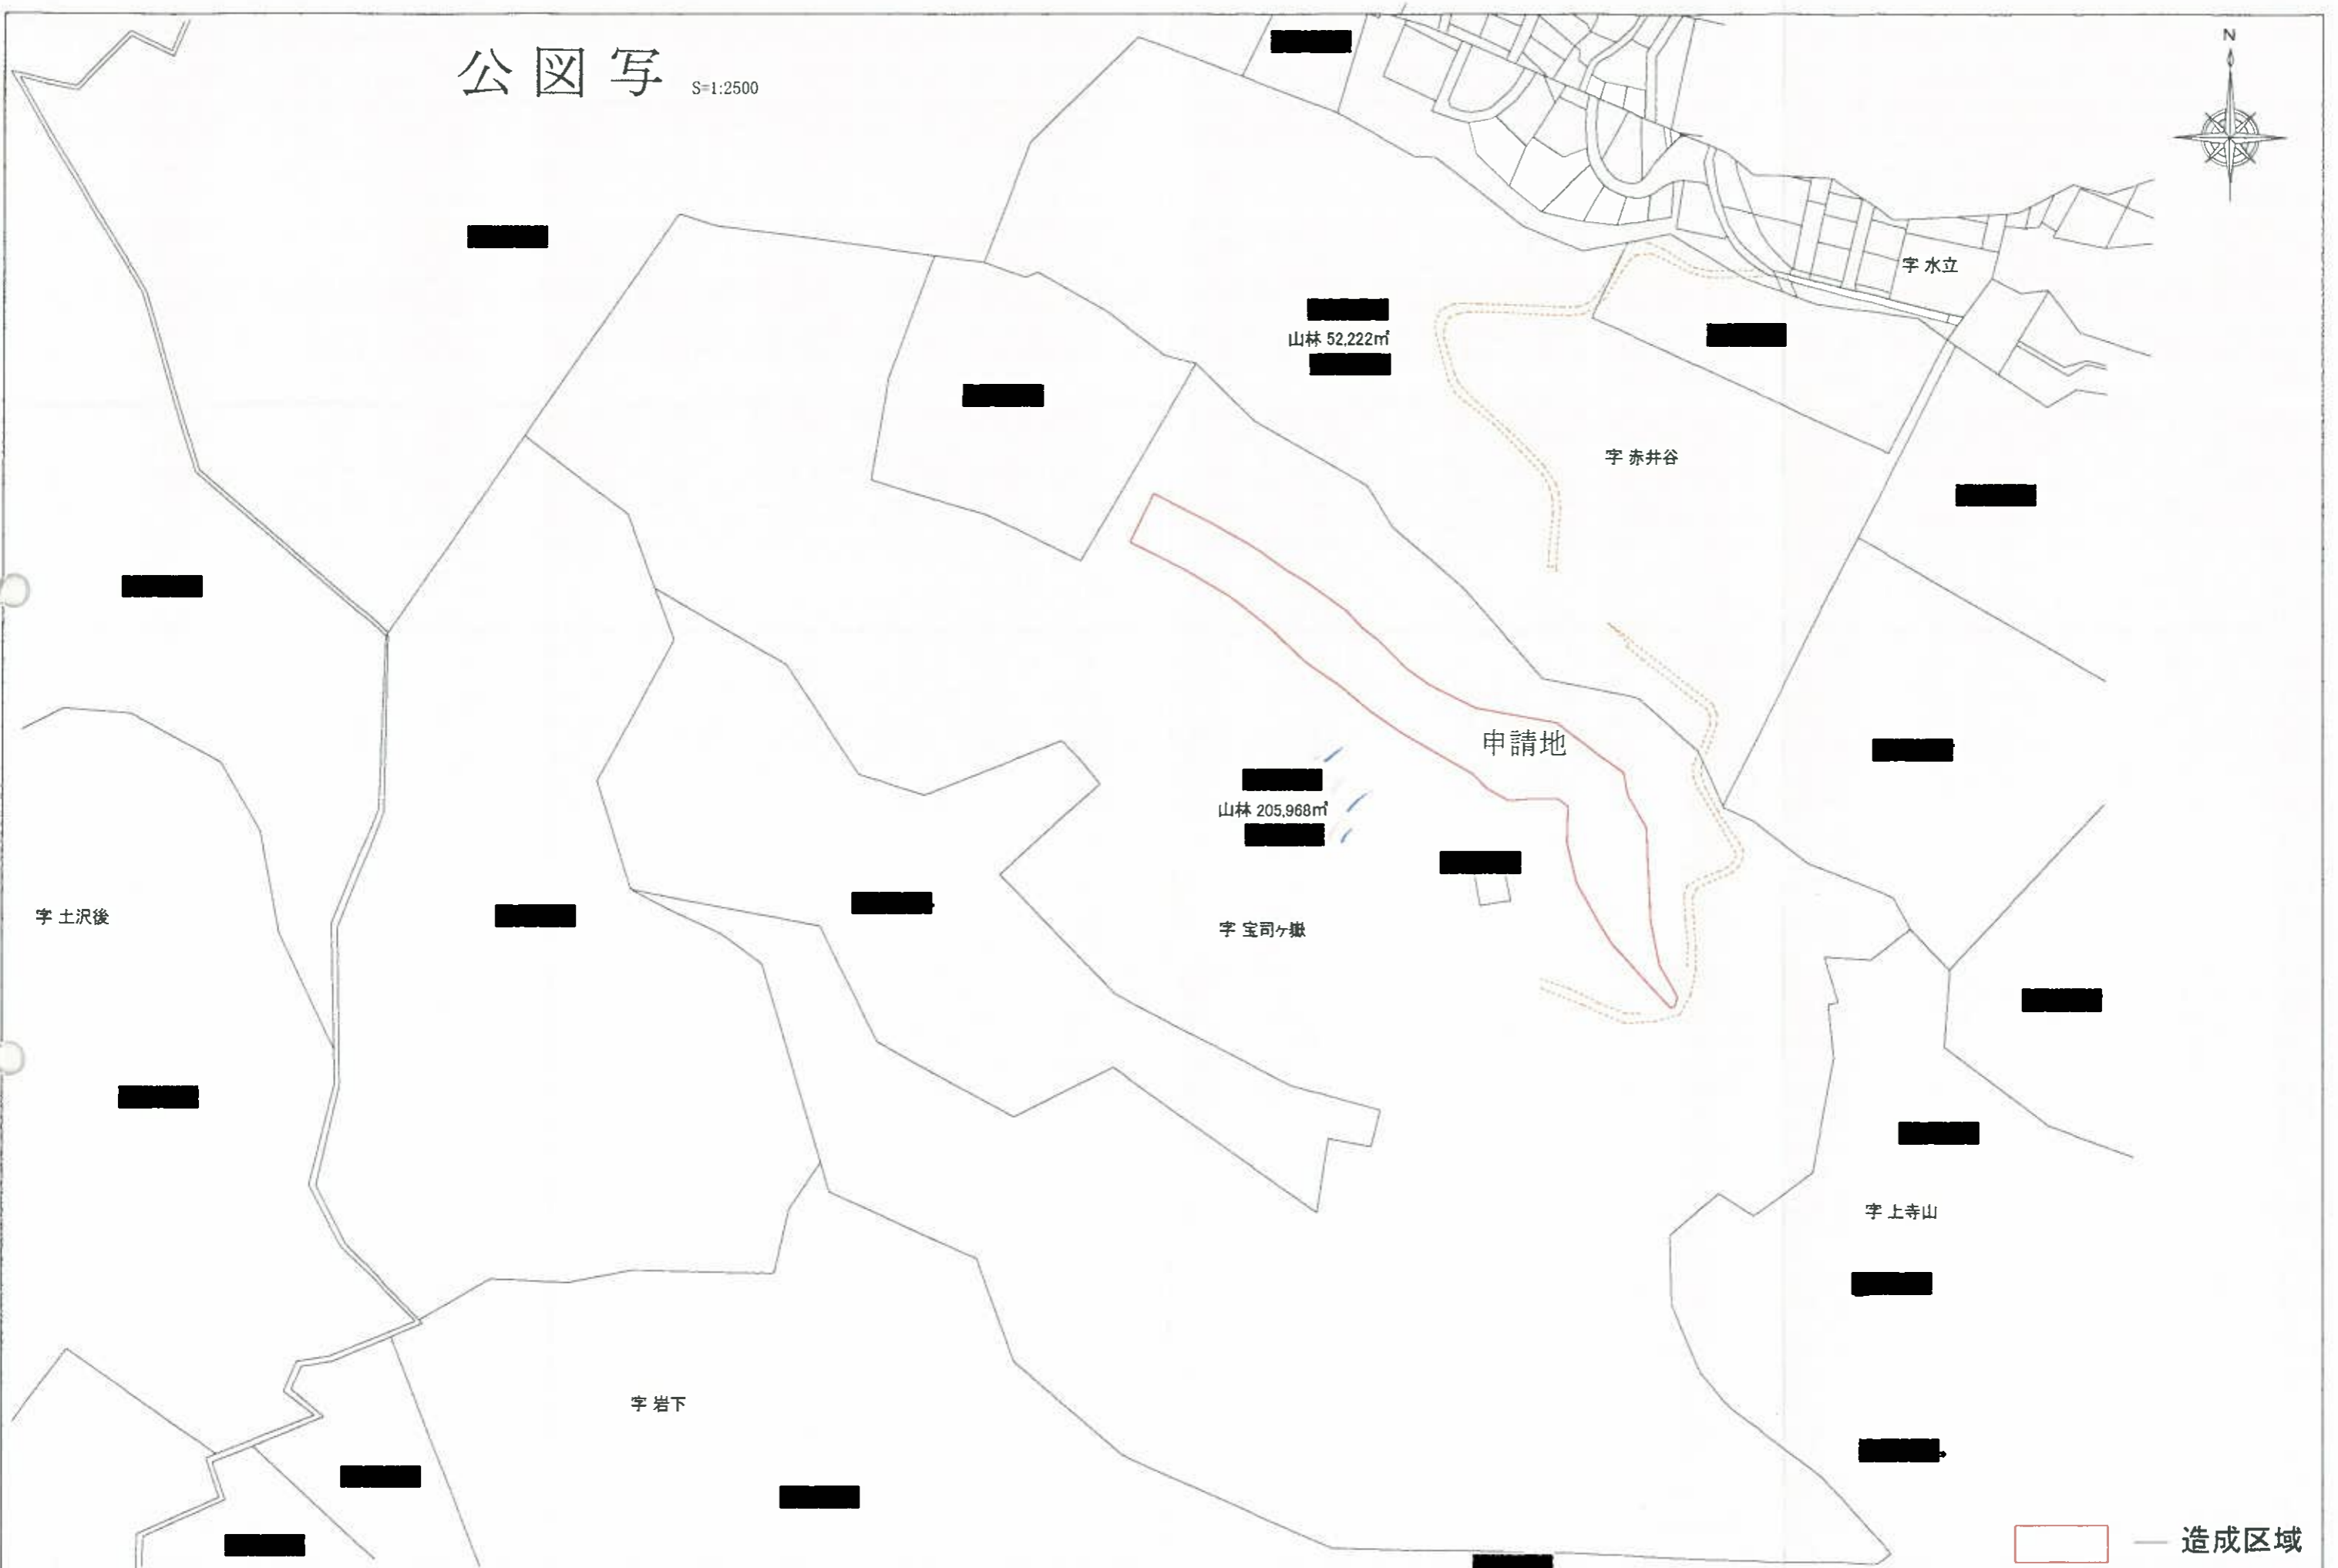 公図写 S=1:2500
N
字 水立
山林 52,222㎡
字 赤井谷
申請地
山林 205,968㎡
字 土沢後
字 宝司ヶ嶽
字 上寺山
字 岩下
造成区域